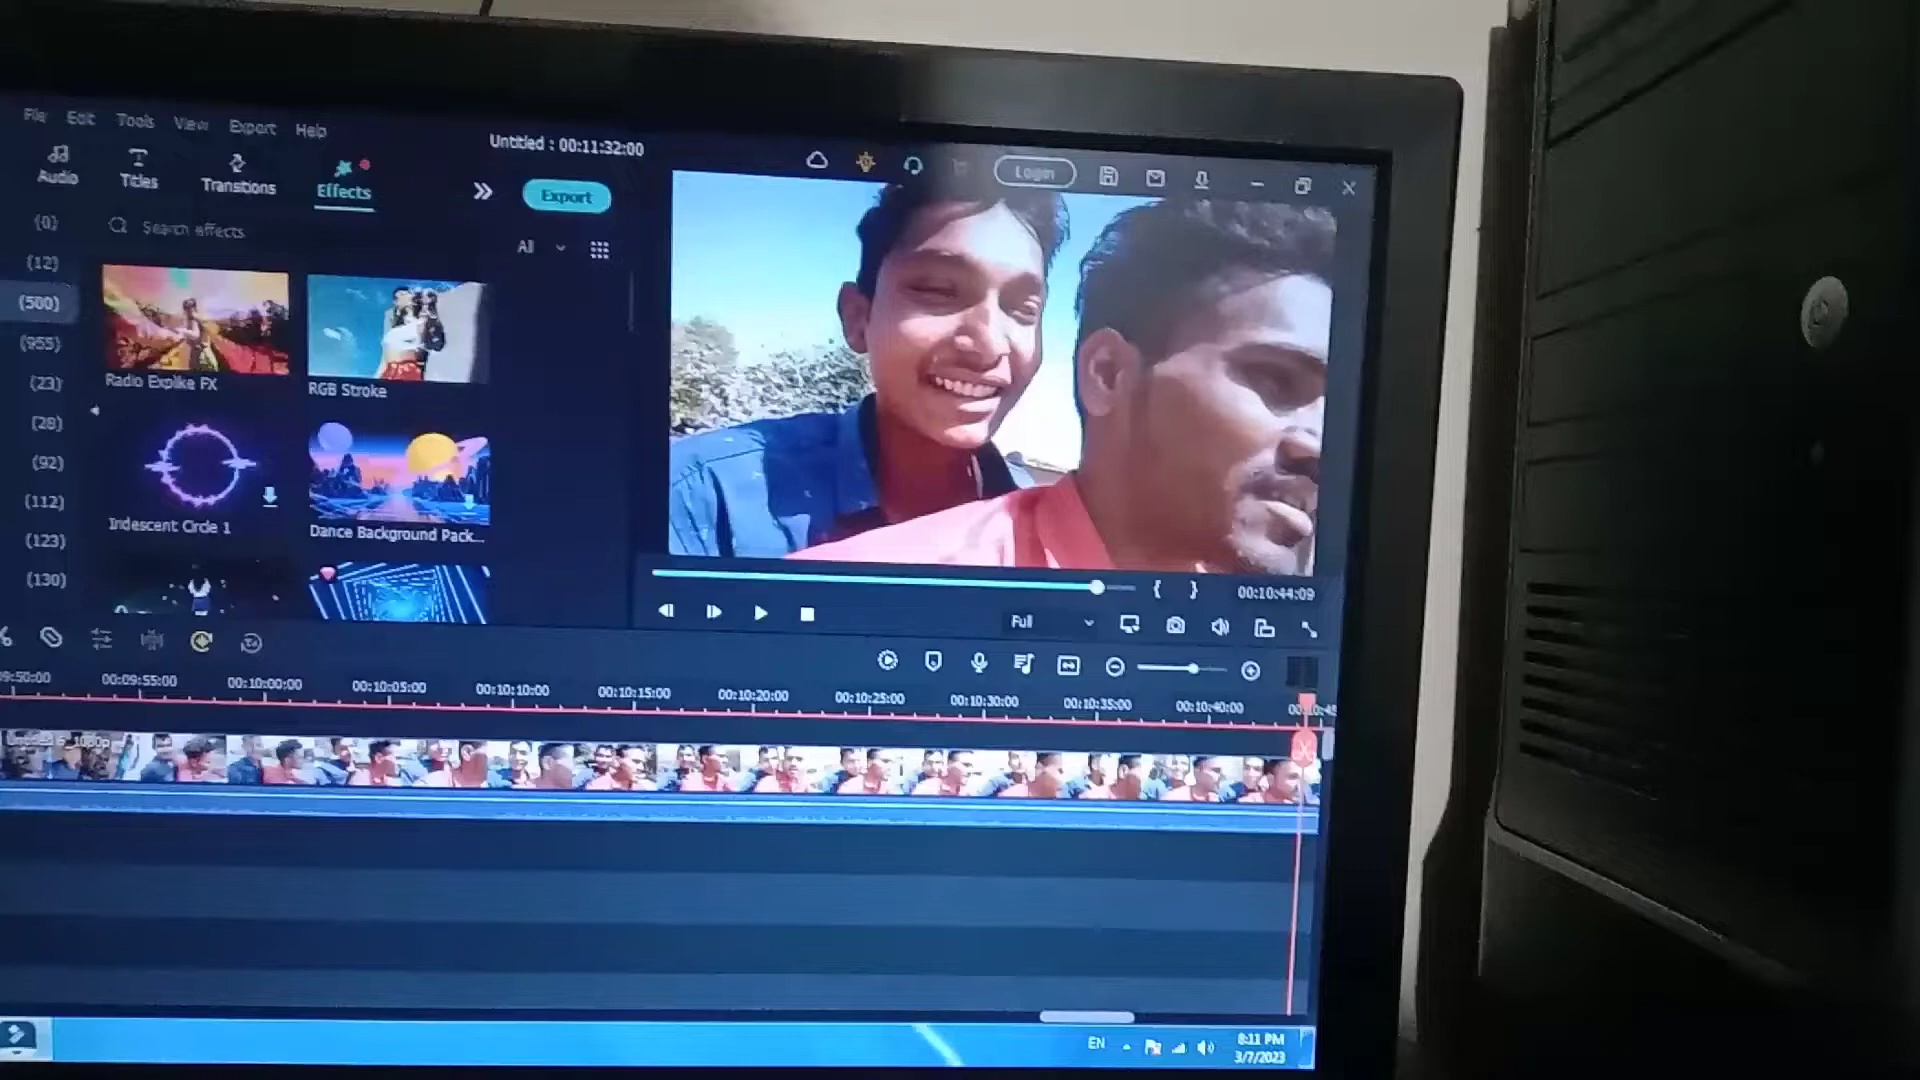 File Edit Tools View Export Help
Untitled : 00:11:32:00
Audio Titles Transitions Effects
Export
Login
(0)
Search effects
All
(12)
(500)
(955)
(23)
(28)
(92)
(112)
(123)
(130)
Radio Explike FX
RGB Stroke
Iridescent Circle 1
Dance Background Pack...
{ }
00:10:44:09
Full
00:09:55:00 00:10:00:00 00:10:05:00 00:10:10:00 00:10:15:00 00:10:20:00 00:10:25:00 00:10:30:00 00:10:35:00 00:10:40:00
EN
8:11 PM
3/7/2023